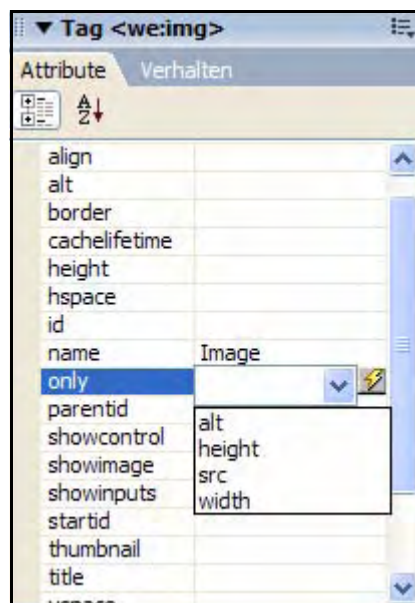 Tag <we:img>
Attribute Verhalten
A
Z
align
alt
border
cachelifetime
height
hspace
id
name Image
only
parentid
alt
height
src
width
showcontrol
showimage
showinputs
startid
thumbnail
title